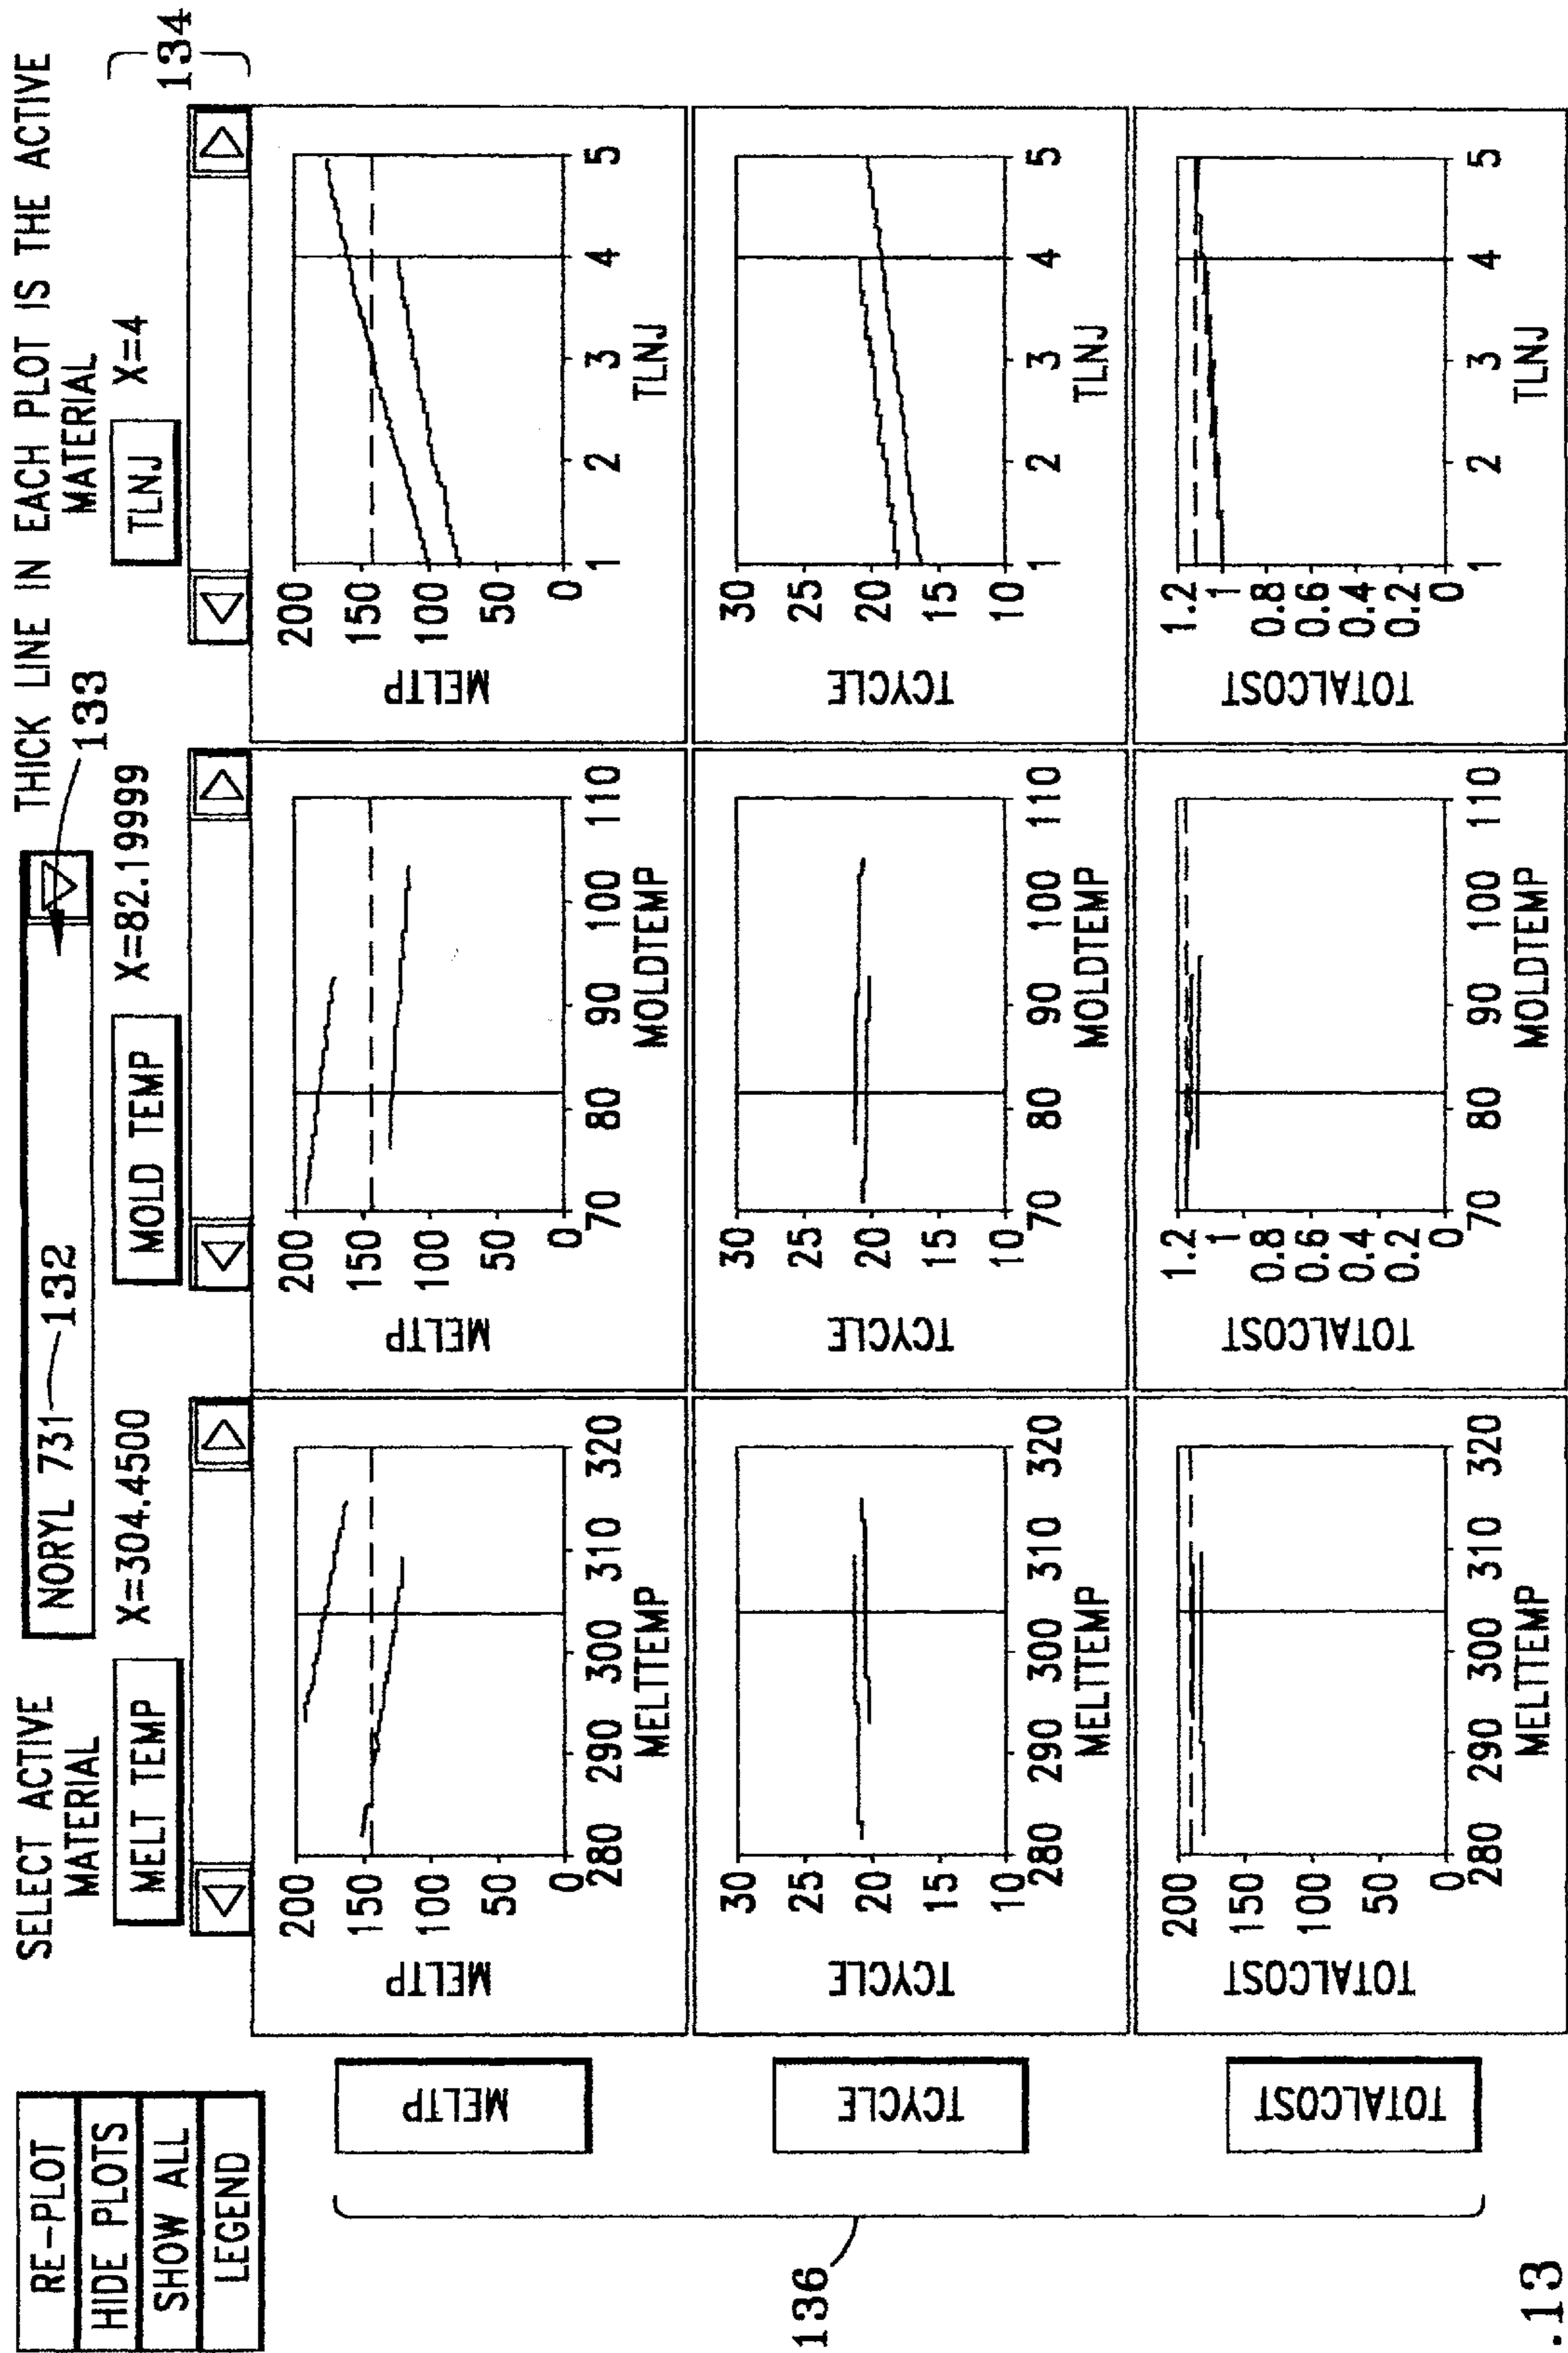 SELECT ACTIVE
MATERIAL
NORYL 731
132
133
THICK LINE IN EACH PLOT IS THE ACTIVE
MATERIAL
RE-PLOT
HIDE PLOTS
SHOW ALL
LEGEND
MELT TEMP X=304.4500
MOLD TEMP X=82.19999
TLNJ X=4
134
136
MELTP
MELTP
200
150
100
50
0
280 290 300 310 320
MELTTEMP
MELTP
200
150
100
50
0
70 80 90 100 110
MOLDTEMP
MELTP
200
150
100
50
0
1 2 3 4 5
TLNJ
TCYCLE
TCYCLE
30
25
20
15
10
280 290 300 310 320
MELTTEMP
TCYCLE
30
25
20
15
10
70 80 90 100 110
MOLDTEMP
TCYCLE
30
25
20
15
10
1 2 3 4 5
TLNJ
TOTALCOST
TOTALCOST
200
150
100
50
0
280 290 300 310 320
MELTTEMP
TOTALCOST
1.2
1
0.8
0.6
0.4
0.2
0
70 80 90 100 110
MOLDTEMP
TOTALCOST
1.2
1
0.8
0.6
0.4
0.2
0
1 2 3 4 5
TLNJ
.13